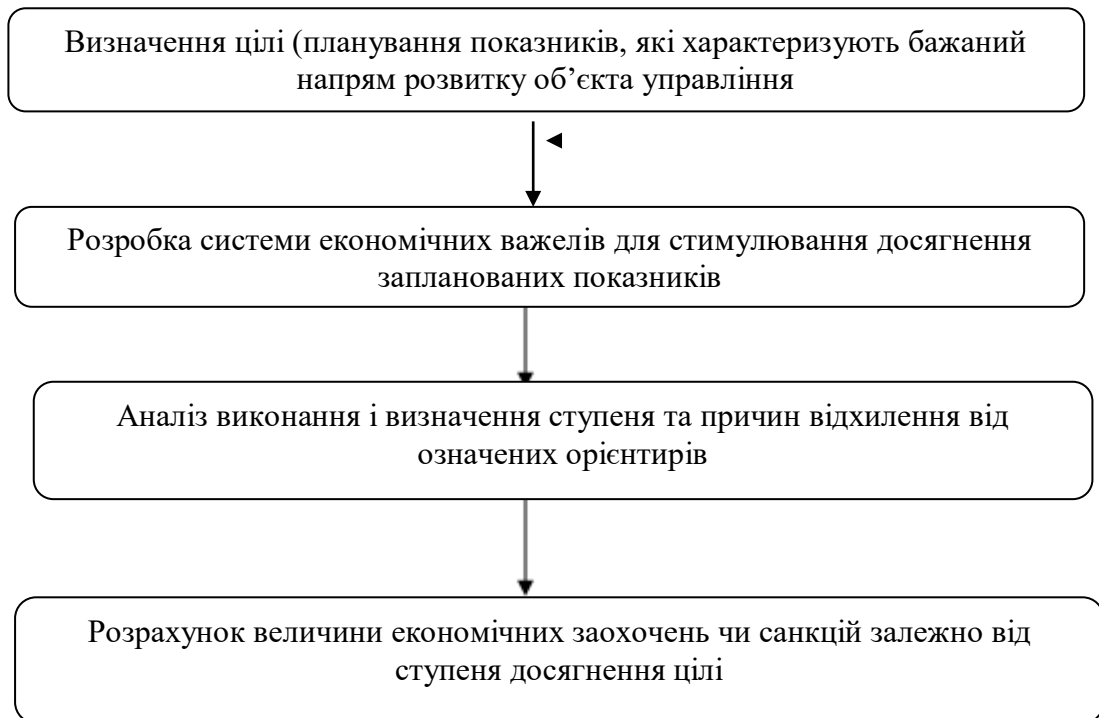 Визначення цілі (планування показників, які характеризують бажаний
напрям розвитку об’єкта управління
Розробка системи економічних важелів для стимулювання досягнення
запланованих показників
Аналіз виконання і визначення ступеня та причин відхилення від
означених орієнтирів
Розрахунок величини економічних заохочень чи санкцій залежно від
ступеня досягнення цілі